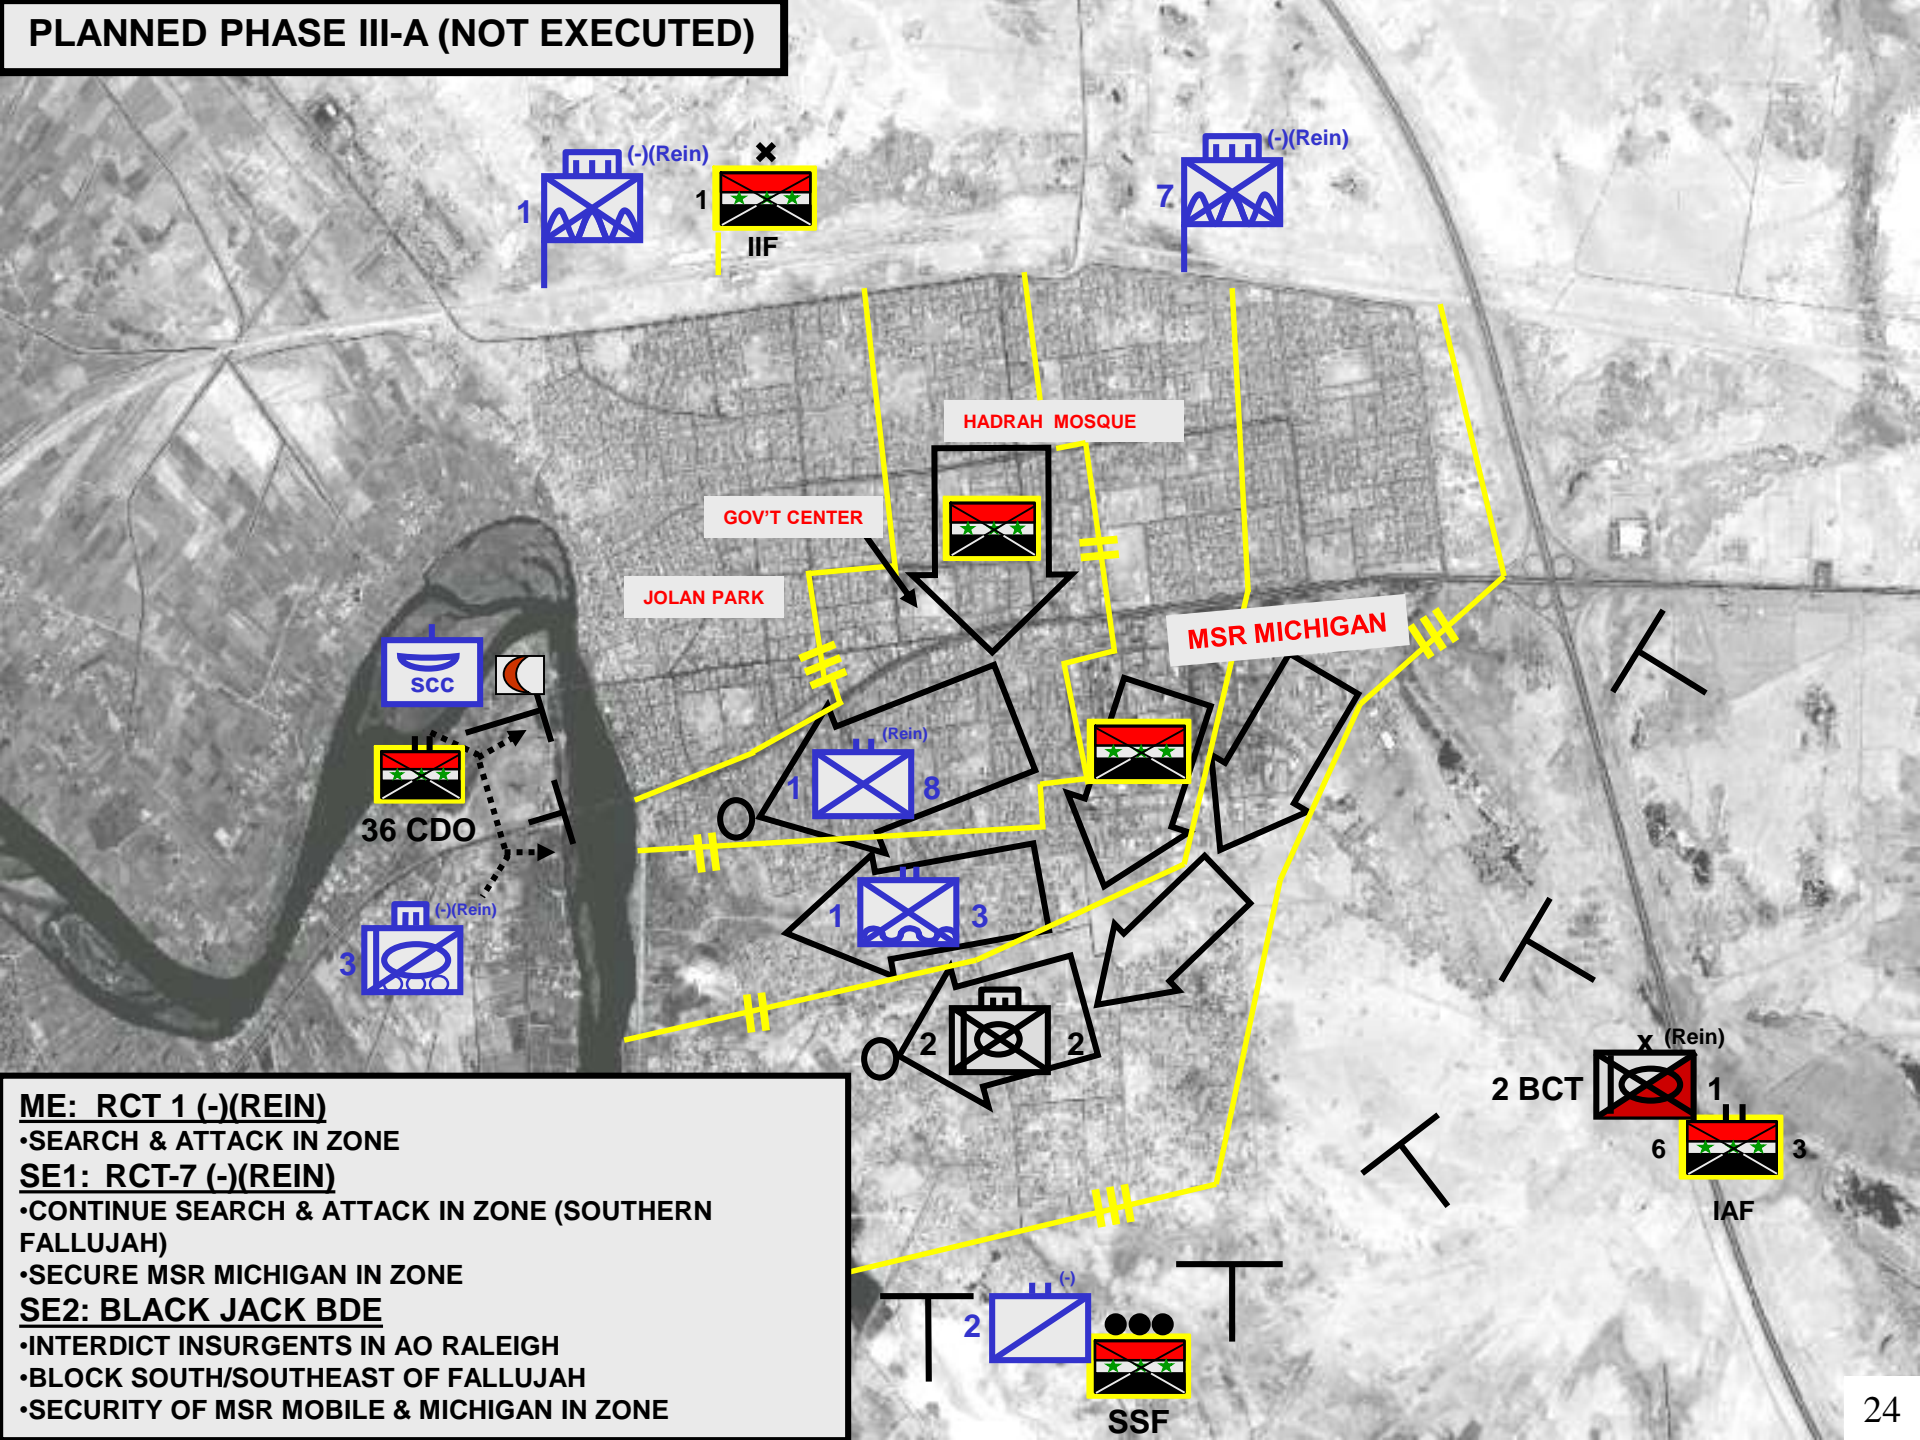 PLANNED PHASE III-A (NOT EXECUTED)
(-)(Rein)
1
1
IIF
(-)(Rein)
7
HADRAH MOSQUE
GOV'T CENTER
JOLAN PARK
MSR MICHIGAN
SCC
36 CDO
(-)(Rein)
3
(Rein)
1
8
1
3
2
2
X (Rein)
2 BCT
1
6
3
IAF
(-)
2
SSF
ME: RCT 1 (-)(REIN)
•SEARCH & ATTACK IN ZONE
SE1: RCT-7 (-)(REIN)
•CONTINUE SEARCH & ATTACK IN ZONE (SOUTHERN
FALLUJAH)
•SECURE MSR MICHIGAN IN ZONE
SE2: BLACK JACK BDE
•INTERDICT INSURGENTS IN AO RALEIGH
•BLOCK SOUTH/SOUTHEAST OF FALLUJAH
•SECURITY OF MSR MOBILE & MICHIGAN IN ZONE
24